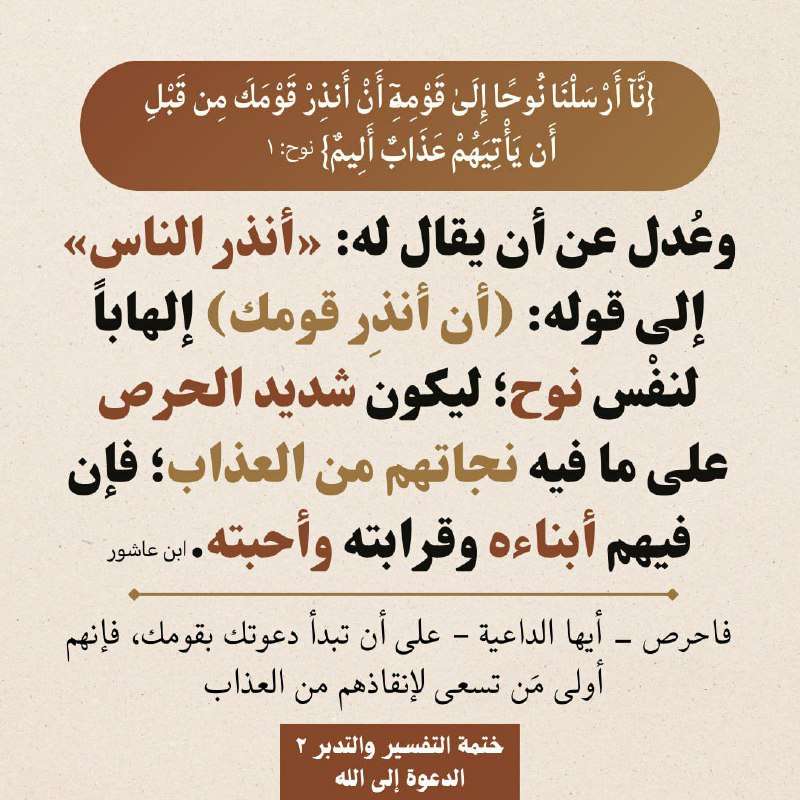 {نَّآ أَرْسَلْنَا نُوحًا إِلَىٰ قَوْمِهِۦٓ أَنْ أَنذِرْ قَوْمَكَ مِن قَبْلِ
أَن يَأْتِيَهُمْ عَذَابٌ أَلِيمٌ} نوح: ١
وعُدل عن أن يقال له: «أنذر الناس»
إلى قوله: (أن أنذِر قومك) إلهاباً
لنفْس نوح؛ ليكون شديد الحرص
على ما فيه نجاتهم من العذاب؛ فإن
فيهم أبناءه وقرابته وأحبته. ابن عاشور
فاحرص – أيها الداعية – على أن تبدأ دعوتك بقومك، فإنهم
أولى مَن تسعى لإنقاذهم من العذاب
ختمة التفسير والتدبر ٢
الدعوة إلى الله